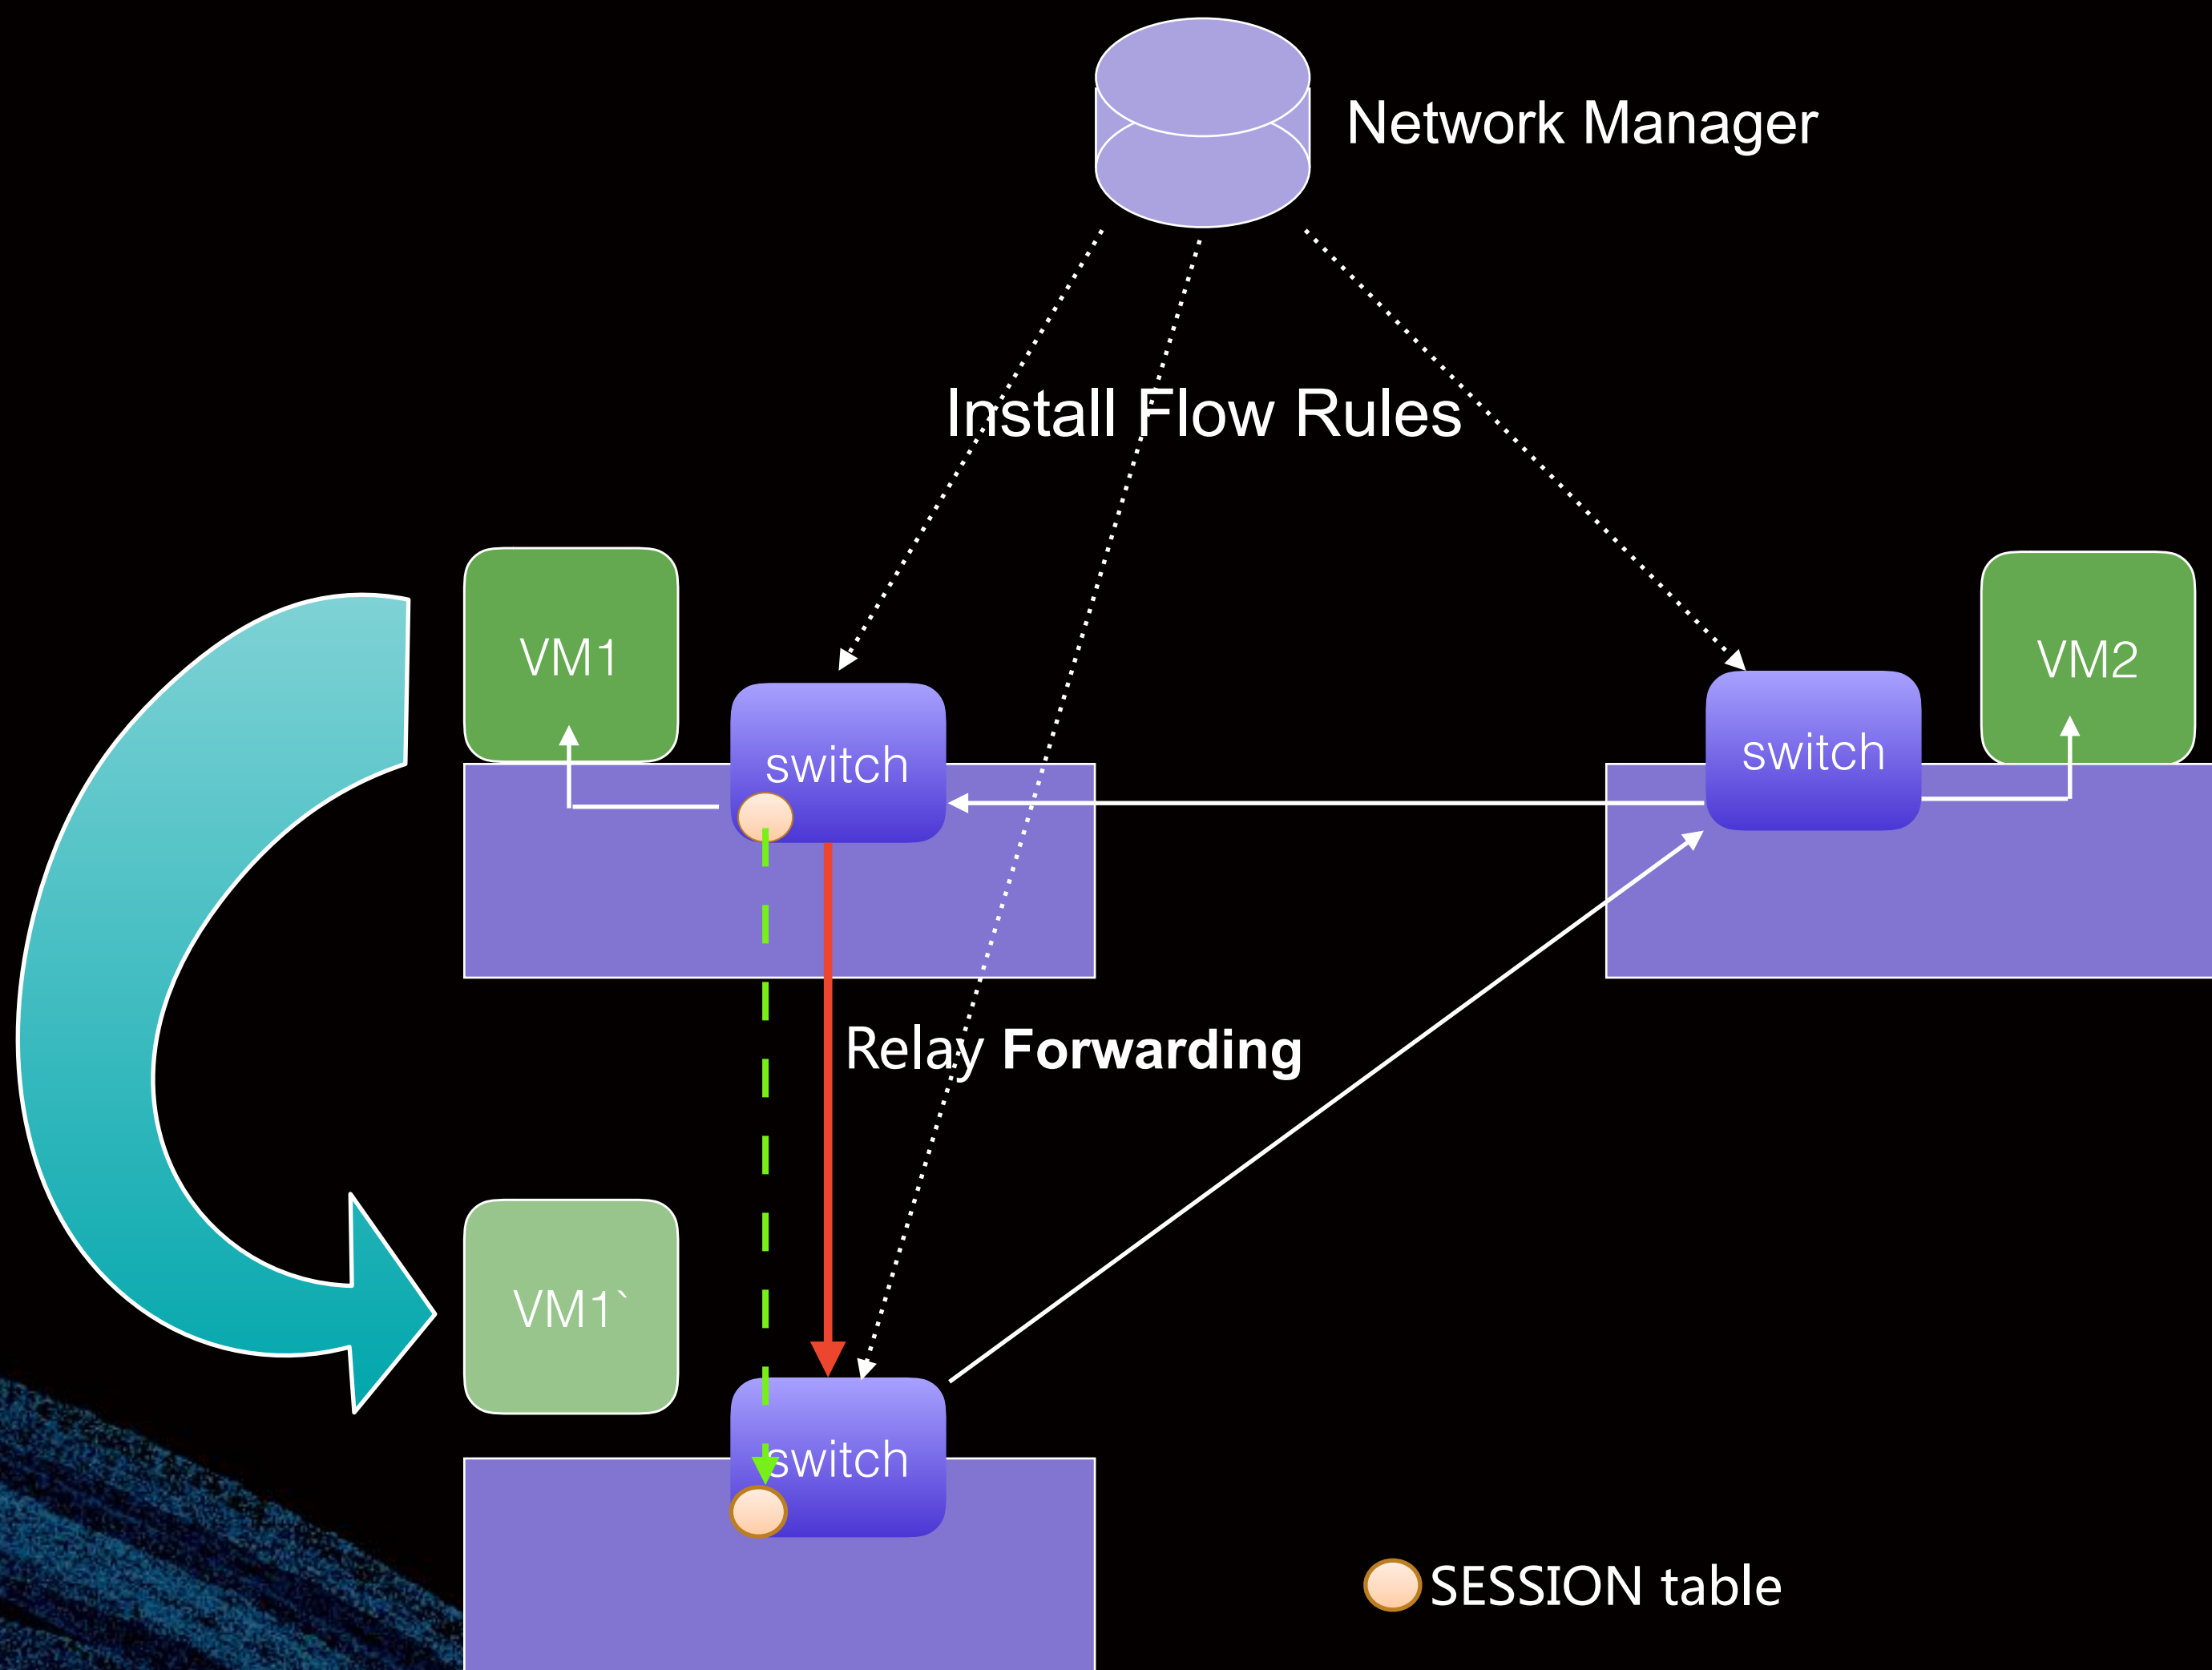 Network Manager
Install Flow Rules
VM1
VM2
switch
switch
Relay Forwarding
VM1`
switch
SESSION table